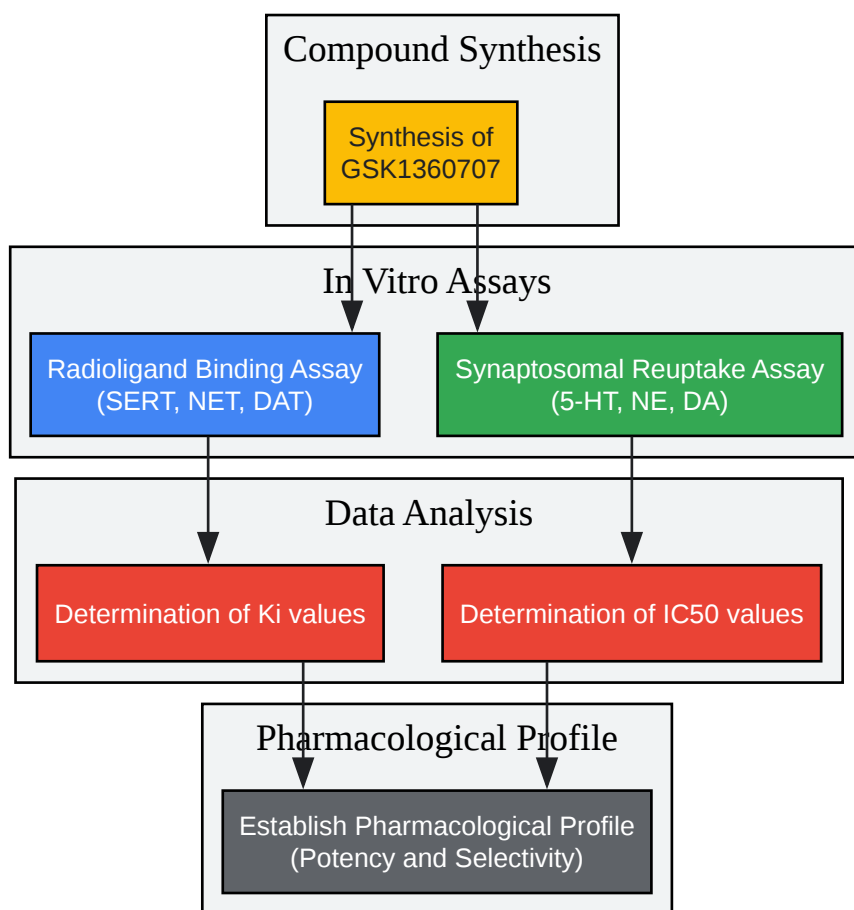 Compound Synthesis
Synthesis of
GSK1360707
In Vitro Assays
Radioligand Binding Assay
(SERT, NET, DAT)
Synaptosomal Reuptake Assay
(5-HT, NE, DA)
Data Analysis
Determination of Ki values
Determination of IC50 values
Pharmacological Profile
Establish Pharmacological Profile
(Potency and Selectivity)